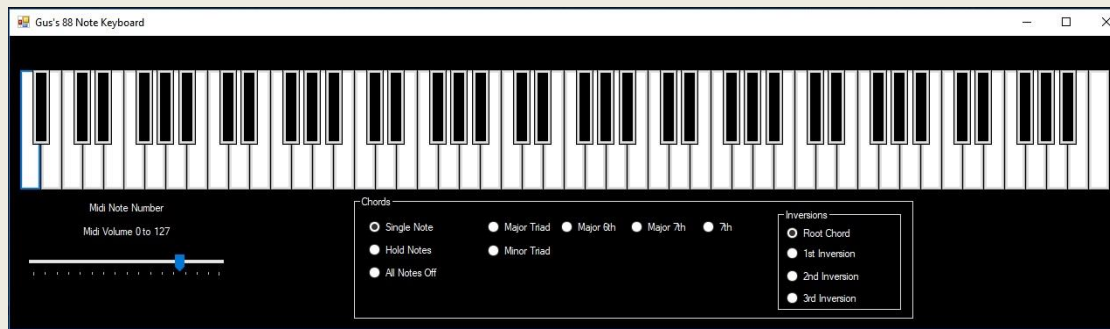 Gus's 88 Note Keyboard
Midi Note Number
Midi Volume 0 to 127
Chords
Single Note
Hold Notes
All Notes Off
Major Triad
Major 6th
Major 7th
7th
Minor Triad
Inversions
Root Chord
1st Inversion
2nd Inversion
3rd Inversion